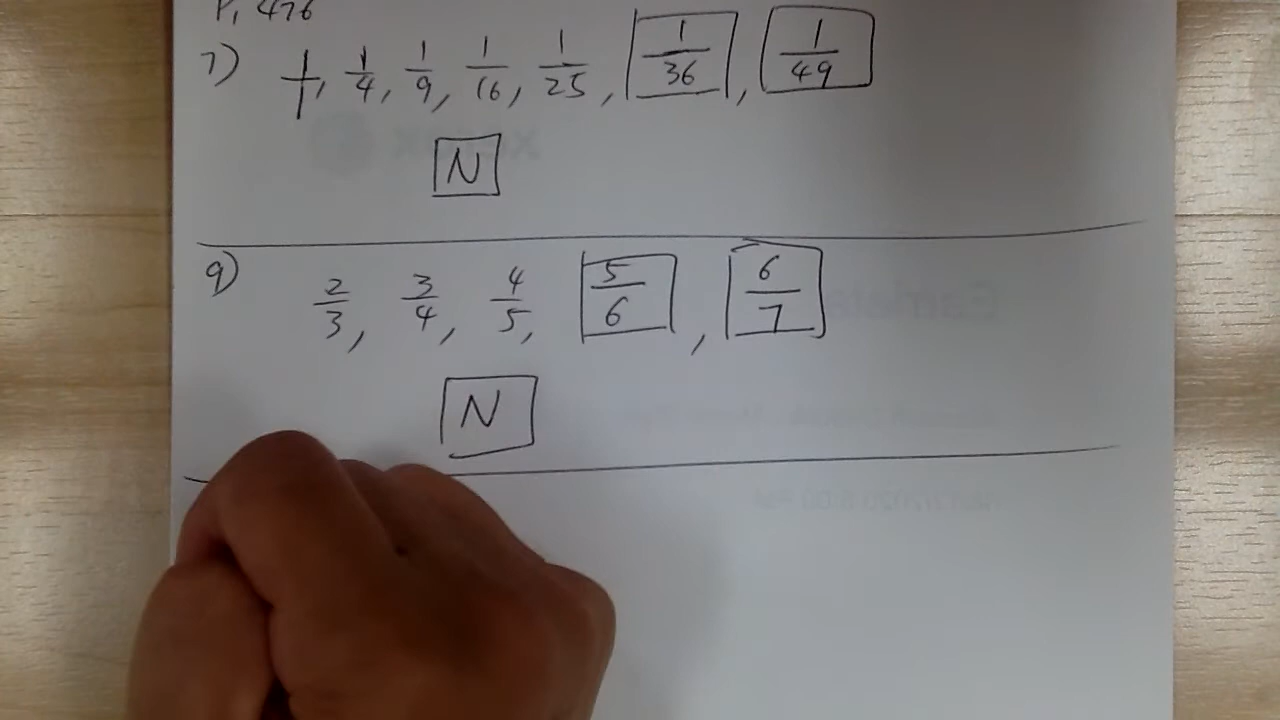 P. 476
7) 1/1, 1/4, 1/9, 1/16, 1/25, 1/36, 1/49
N
9) 2/3, 3/4, 4/5, 5/6, 6/7
N